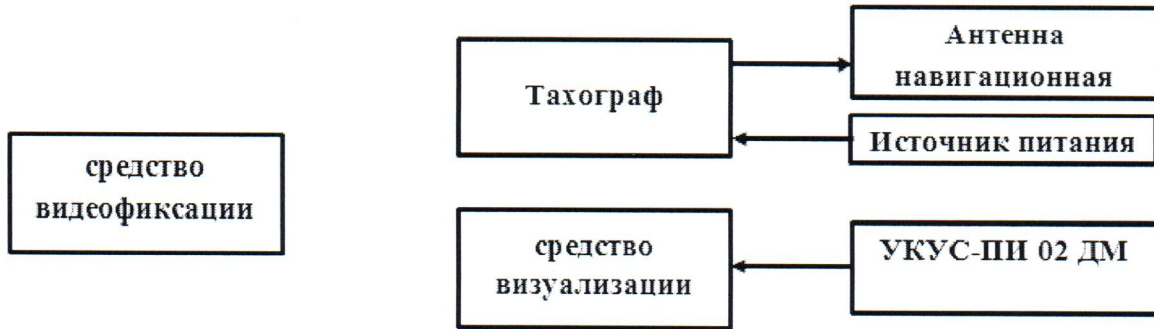 средство
видеофиксации
Тахограф
Антенна
навигационная
Источник питания
средство
визуализации
УКУС-ПИ 02 ДМ